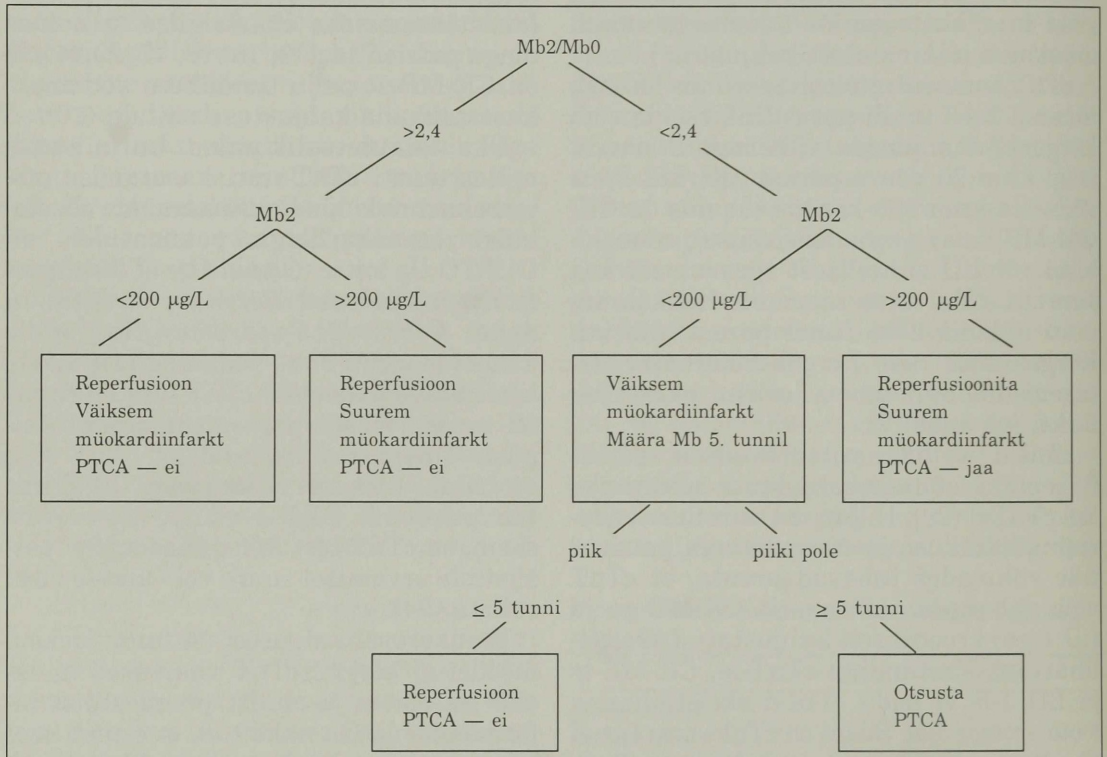 Mb2/Mb0
>2,4
<2,4
Mb2
Mb2
<200 µg/L
>200 µg/L
<200 µg/L
>200 µg/L
Reperfusioon
Väiksem
müokardiinfarkt
PTCA — ei
Reperfusioon
Suurem
müokardiinfarkt
PTCA — ei
Väiksem
müokardiinfarkt
Määra Mb 5. tunnil
Reperfusioonita
Suurem
müokardiinfarkt
PTCA — jaa
piik
piiki pole
≤ 5 tunni
≥ 5 tunni
Reperfusioon
PTCA — ei
Otsusta
PTCA